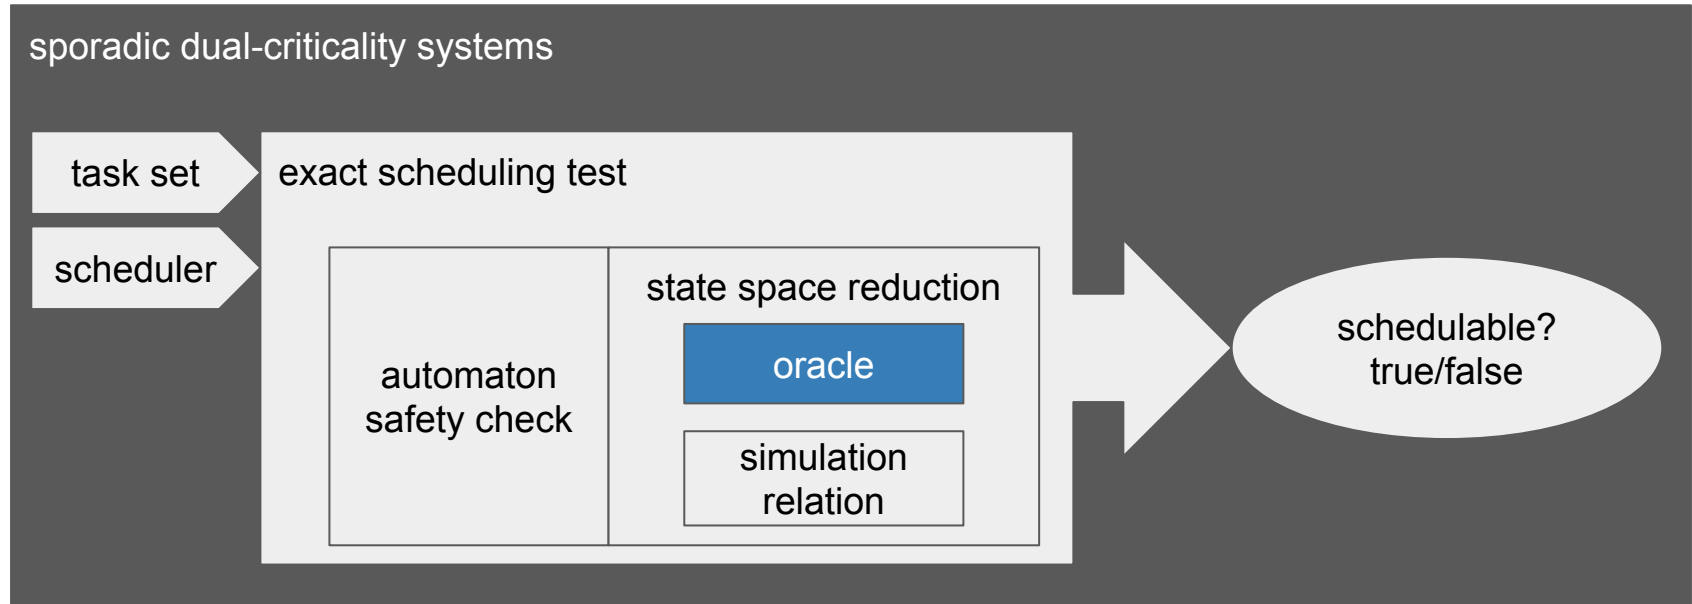 sporadic dual-criticality systems
task set
exact scheduling test
scheduler
state space reduction
oracle
automaton
safety check
simulation
relation
schedulable?
true/false